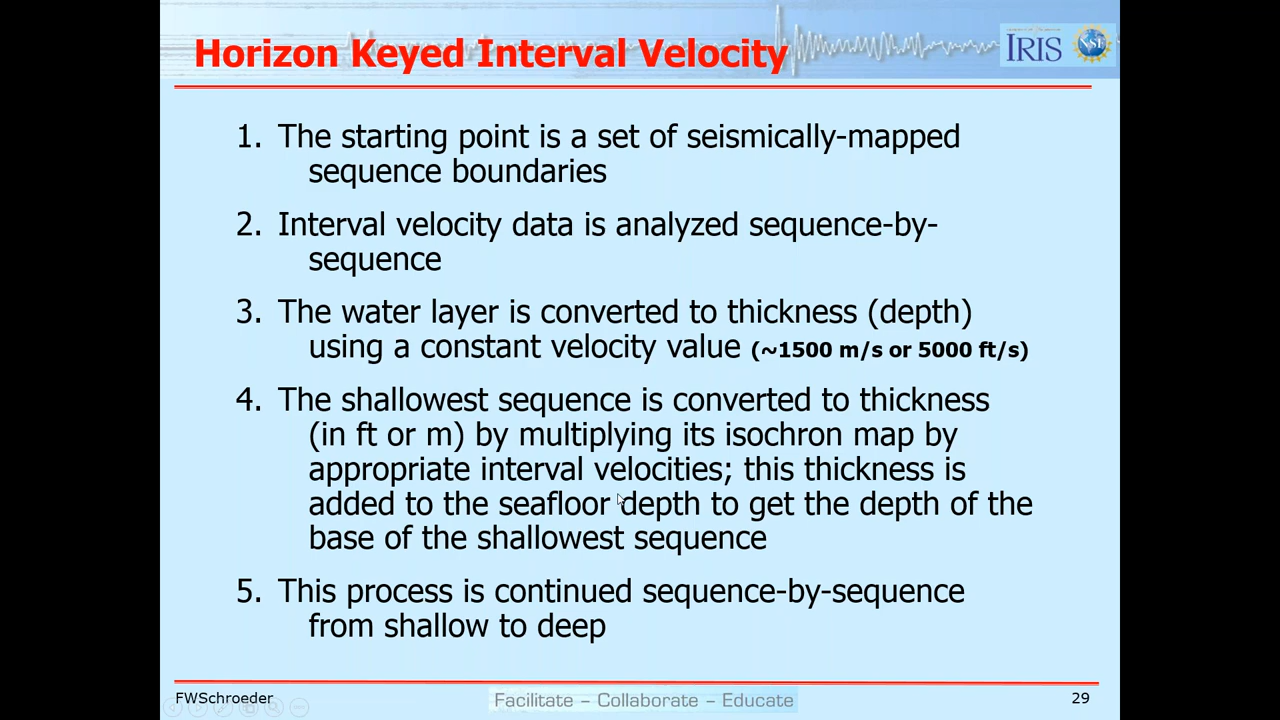 Horizon Keyed Interval Velocity
IRIS
NSF
1. The starting point is a set of seismically-mapped
sequence boundaries
2. Interval velocity data is analyzed sequence-by-
sequence
3. The water layer is converted to thickness (depth)
using a constant velocity value (~1500 m/s or 5000 ft/s)
4. The shallowest sequence is converted to thickness
(in ft or m) by multiplying its isochron map by
appropriate interval velocities; this thickness is
added to the seafloor depth to get the depth of the
base of the shallowest sequence
5. This process is continued sequence-by-sequence
from shallow to deep
FWSchroeder
Facilitate – Collaborate – Educate
29